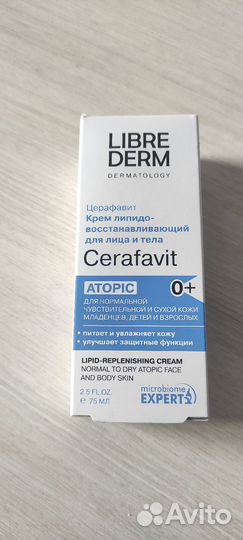 LIBRE
DERM
DERMATOLOGY
Церафавит
Крем липидо-
восстанавливающий
для лица и тела
Cerafavit
ATOPIC 0+
ДЛЯ НОРМАЛЬНОЙ
ЧУВСТВИТЕЛЬНОЙ И СУХОЙ КОЖИ
МЛАДЕНЦЕВ, ДЕТЕЙ И ВЗРОСЛЫХ
• питает и увлажняет кожу
• улучшает защитные функции
LIPID-REPLENISHING CREAM
NORMAL TO DRY ATOPIC FACE
AND BODY SKIN
2.5 FL.OZ.
e 75 МЛ
microbiome
EXPERT
Avito